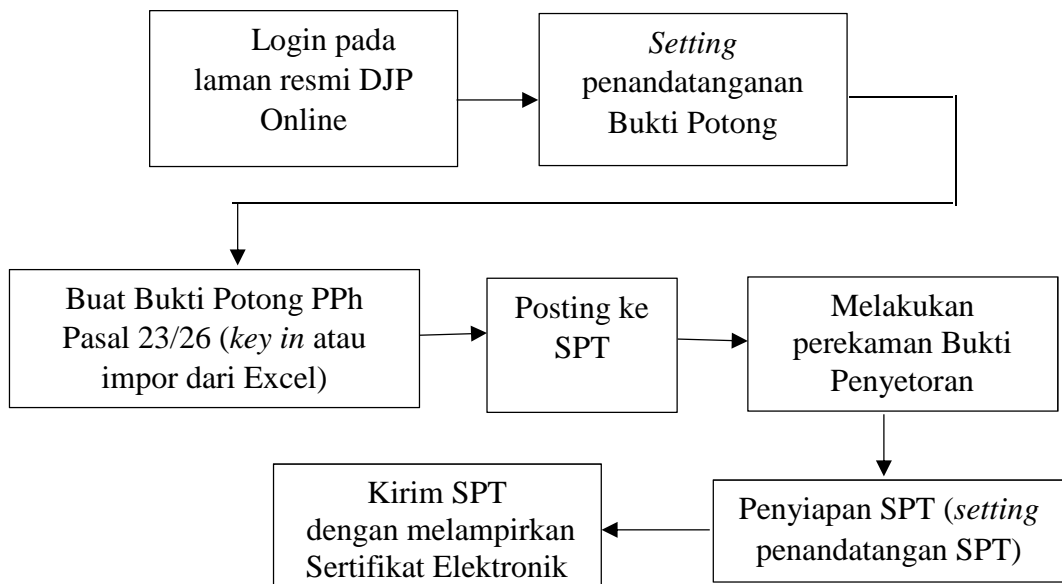 Login pada
laman resmi DJP
Online
Setting
penandatanganan
Bukti Potong
Buat Bukti Potong PPh
Pasal 23/26 (key in atau
impor dari Excel)
Posting ke
SPT
Melakukan
perekaman Bukti
Penyetoran
Penyiapan SPT (setting
penandatangan SPT)
Kirim SPT
dengan melampirkan
Sertifikat Elektronik